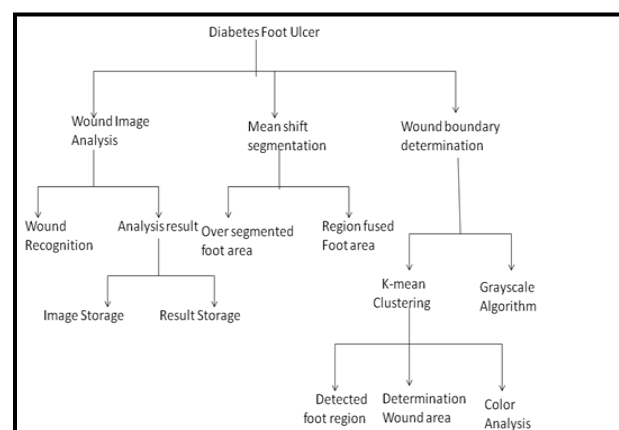 Diabetes Foot Ulcer
Wound Image
Analysis
Mean shift
segmentation
Wound boundary
determination
Wound
Recognition
Analysis result
Over segmented
foot area
Region fused
Foot area
Image Storage
Result Storage
K-mean
Clustering
Grayscale
Algorithm
Detected
foot region
Determination
Wound area
Color
Analysis